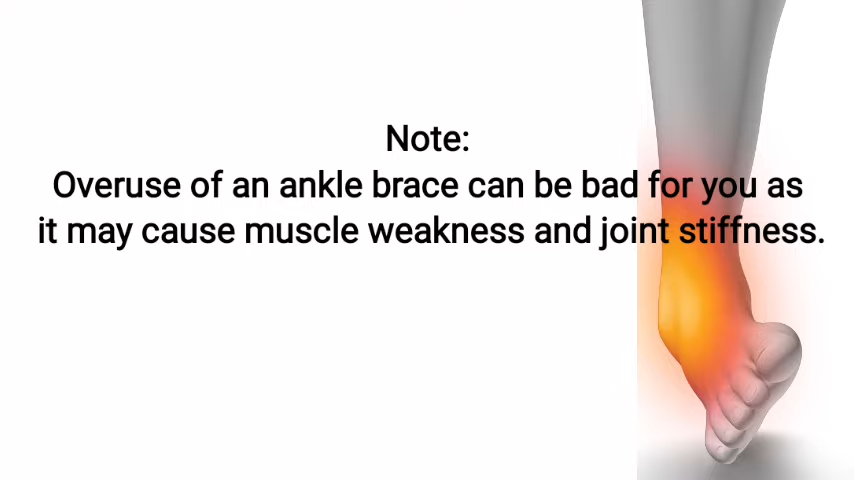 Note:
Overuse of an ankle brace can be bad for you as
it may cause muscle weakness and joint stiffness.